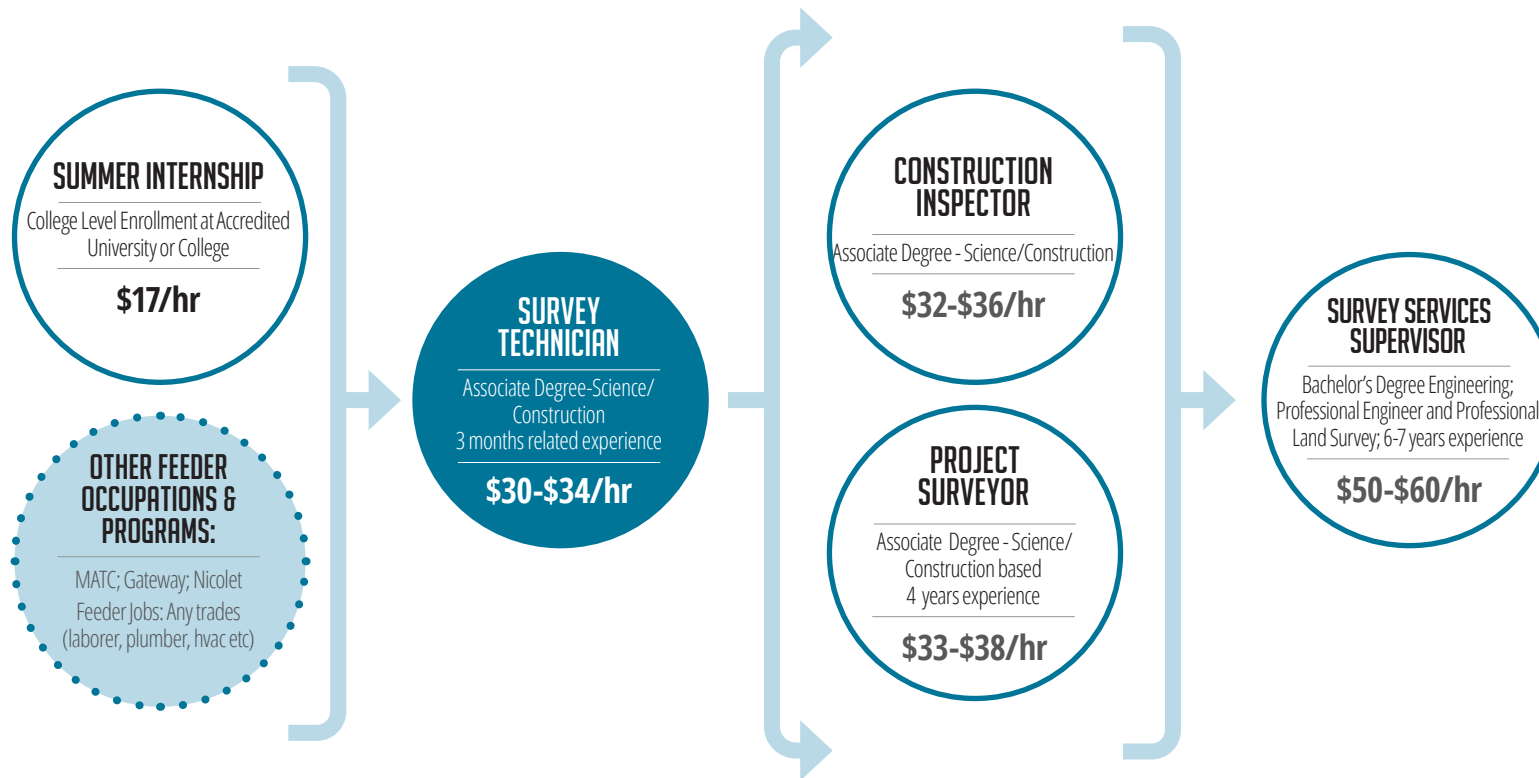 SUMMER INTERNSHIP
College Level Enrollment at Accredited
University or College
$17/hr
OTHER FEEDER
OCCUPATIONS &
PROGRAMS:
MATC; Gateway; Nicolet
Feeder Jobs: Any trades
(laborer, plumber, hvac etc)
SURVEY
TECHNICIAN
Associate Degree-Science/
Construction
3 months related experience
$30-$34/hr
CONSTRUCTION
INSPECTOR
Associate Degree - Science/Construction
$32-$36/hr
PROJECT
SURVEYOR
Associate Degree - Science/
Construction based
4 years experience
$33-$38/hr
SURVEY SERVICES
SUPERVISOR
Bachelor's Degree Engineering;
Professional Engineer and Professional
Land Survey; 6-7 years experience
$50-$60/hr